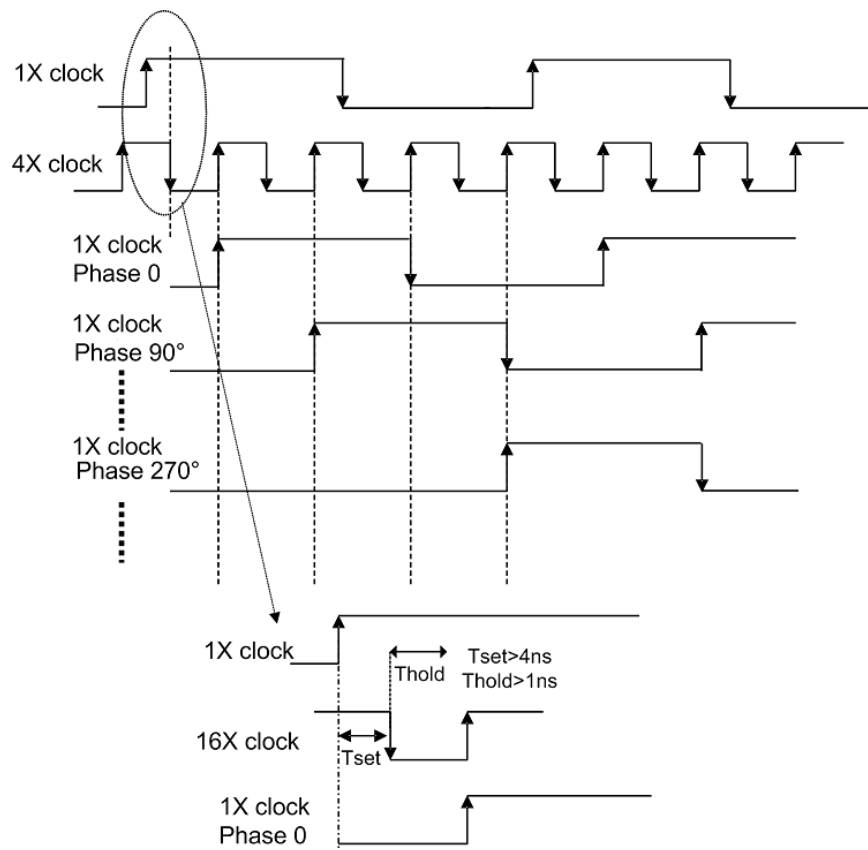 1X clock
4X clock
1X clock
Phase 0
1X clock
Phase 90°
1X clock
Phase 270°
1X clock
Thold
Tset>4ns
Thold>1ns
16X clock
Tset
1X clock
Phase 0